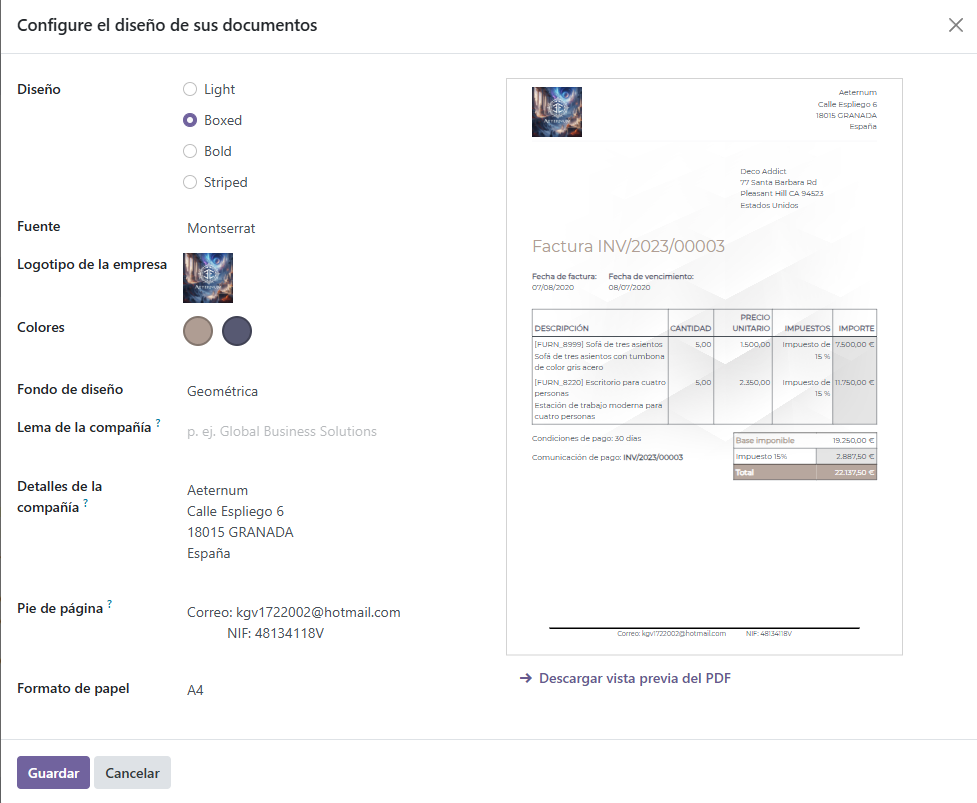 Configure el diseño de sus documentos
Diseño
Light
Boxed
Bold
Striped
Fuente
Montserrat
Logotipo de la empresa
AETERNUM
Colores
Fondo de diseño
Geométrica
Lema de la compañía ?
p. ej. Global Business Solutions
Detalles de la compañía ?
Aeternum
Calle Espliego 6
18015 GRANADA
España
Pie de página ?
Correo: kgv1722002@hotmail.com
NIF: 48134118V
Formato de papel
A4
AETERNUM
Aeternum
Calle Espliego 6
18015 GRANADA
España
Deco Addict
77 Santa Barbara Rd
Pleasant Hill CA 94523
Estados Unidos
Factura INV/2023/00003
Fecha de factura: Fecha de vencimiento:
07/08/2020 08/07/2020
DESCRIPCIÓN CANTIDAD PRECIO UNITARIO IMPUESTOS IMPORTE
[FURN_8999] Sofá de tres asientos 5,00 1.500,00 Impuesto de 7.500,00 €
Sofá de tres asientos con tumbona 15 %
de color gris acero
[FURN_8220] Escritorio para cuatro 5,00 2.350,00 Impuesto de 11.750,00 €
personas 15 %
Estación de trabajo moderna para
cuatro personas
Condiciones de pago: 30 días
Comunicación de pago: INV/2023/00003
Base imponible 19.250,00 €
Impuesto 15% 2.887,50 €
Total 22.137,50 €
Correo: kgv1722002@hotmail.com NIF: 48134118V
→ Descargar vista previa del PDF
Guardar
Cancelar